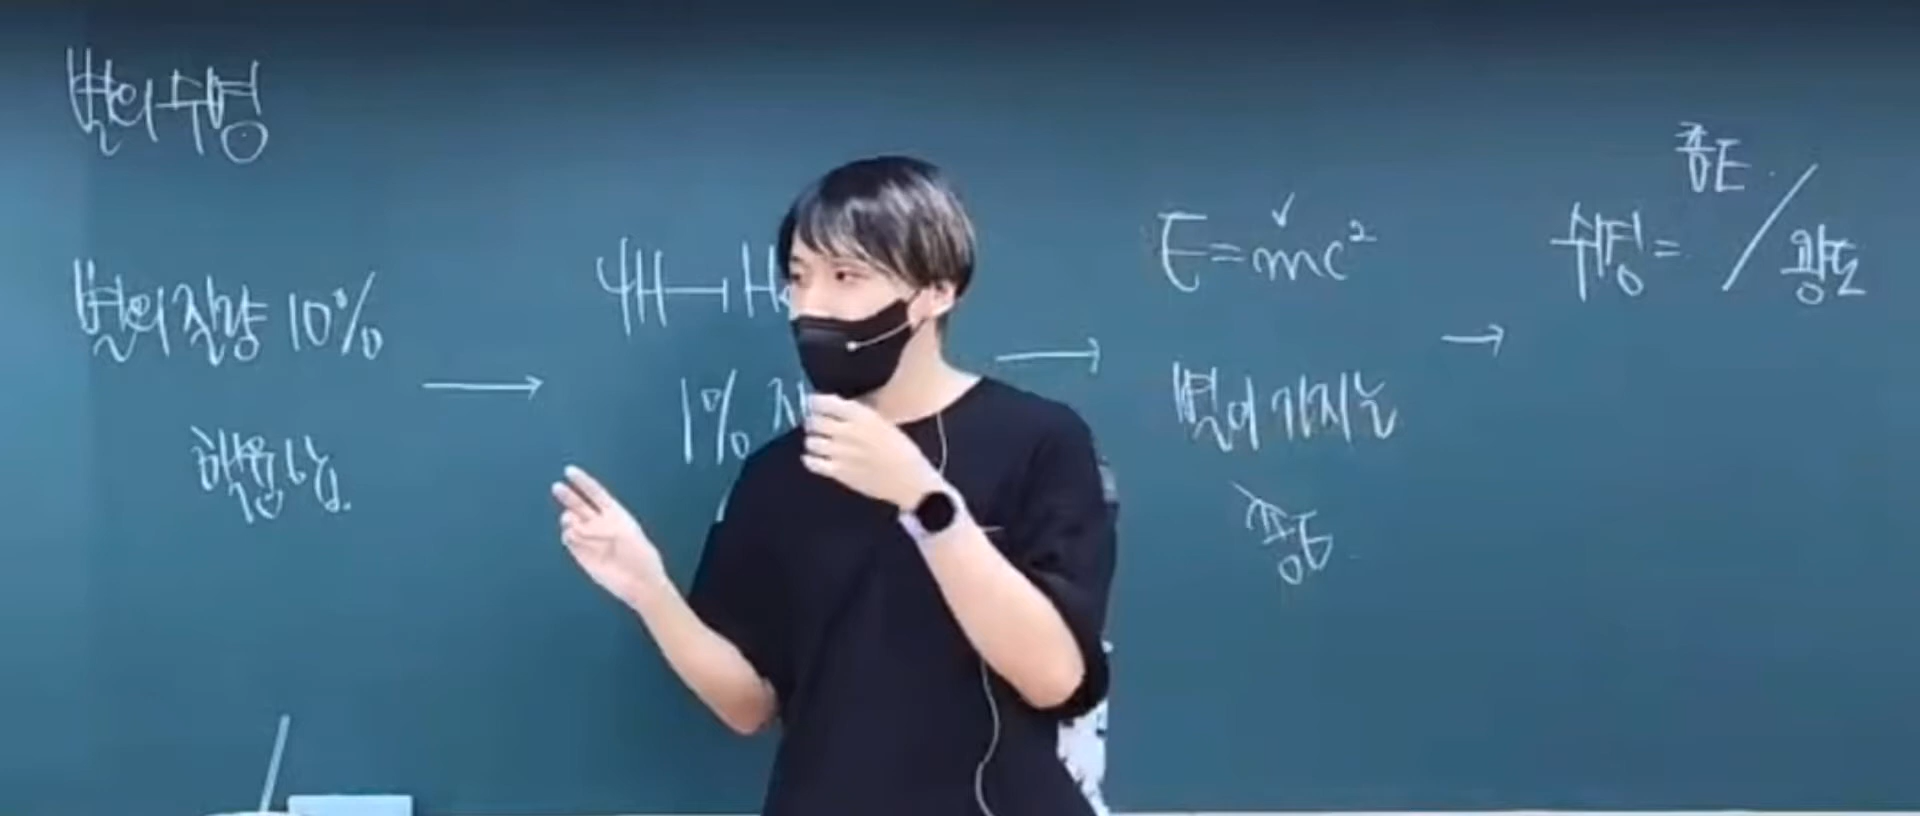 별의 수명
별의 질량 10%
핵융합.
4H → H
1%
E=mc²
별이 가지는
총E.
수명 = 총E / 광도